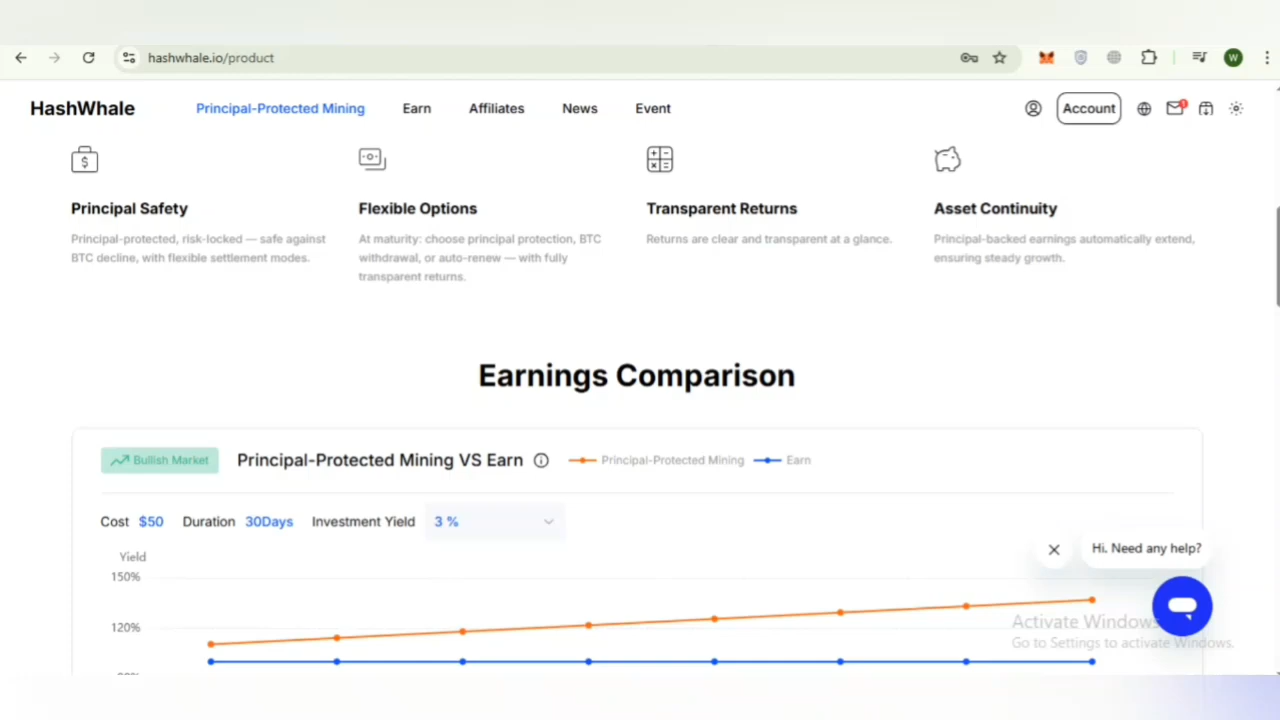 hashwhale.io/product
W
HashWhale
Principal-Protected Mining
Earn
Affiliates
News
Event
Account
1
Principal Safety
Principal-protected, risk-locked — safe against
BTC decline, with flexible settlement modes.
Flexible Options
At maturity: choose principal protection, BTC
withdrawal, or auto-renew — with fully
transparent returns.
Transparent Returns
Returns are clear and transparent at a glance.
Asset Continuity
Principal-backed earnings automatically extend,
ensuring steady growth.
Earnings Comparison
Bullish Market
Principal-Protected Mining VS Earn
Principal-Protected Mining
Earn
Cost $50 Duration 30Days Investment Yield 3 %
Yield
150%
120%
Hi. Need any help?
Activate Windows
Go to Settings to activate Windows.